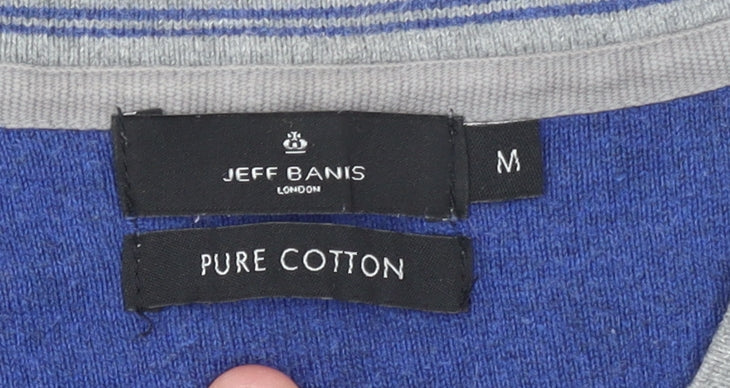 JEFF BANIS
LONDON
M
PURE COTTON